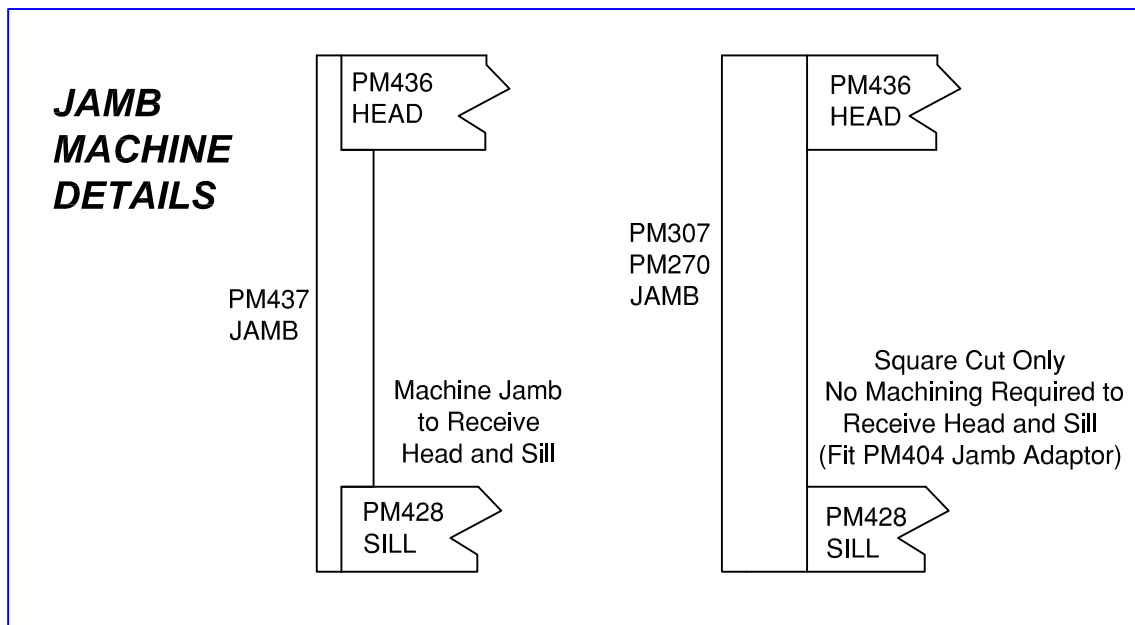 JAMB
MACHINE
DETAILS
PM436
HEAD
PM437
JAMB
Machine Jamb
to Receive
Head and Sill
PM428
SILL
PM436
HEAD
PM307
PM270
JAMB
Square Cut Only
No Machining Required to
Receive Head and Sill
(Fit PM404 Jamb Adaptor)
PM428
SILL